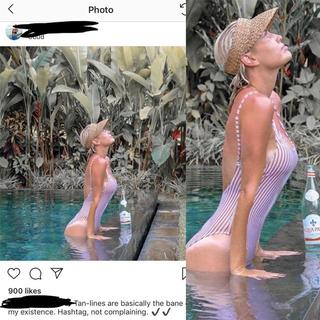 Photo
900 likes
Tan-lines are basically the bane
my existence. Hashtag, not complaining.